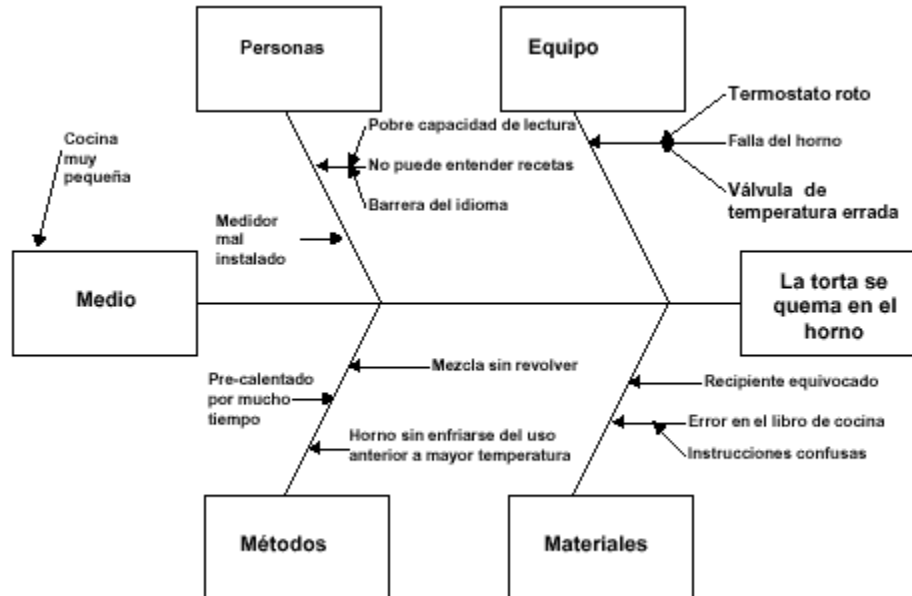 Personas
Equipo
Termostato roto
Falla del horno
Válvula de
temperatura errada
Pobre capacidad de lectura
No puede entender recetas
Barrera del idioma
Cocina
muy
pequeña
Medidor
mal
instalado
Medio
La torta se
quema en el
horno
Mezcla sin revolver
Pre-calentado
por mucho
tiempo
Horno sin enfriarse del uso
anterior a mayor temperatura
Recipiente equivocado
Error en el libro de cocina
Instrucciones confusas
Métodos
Materiales